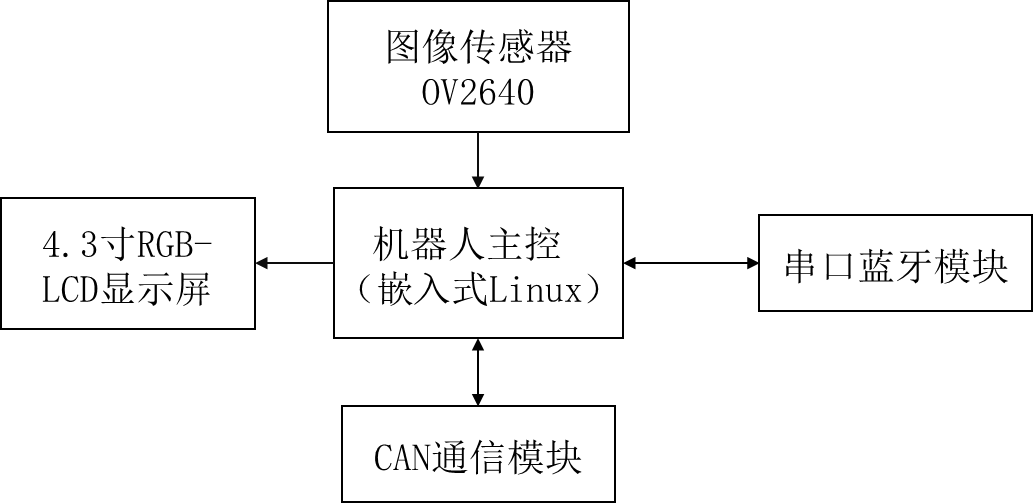 图像传感器
OV2640
4.3寸RGB-
LCD显示屏
机器人主控
（嵌入式Linux）
串口蓝牙模块
CAN通信模块